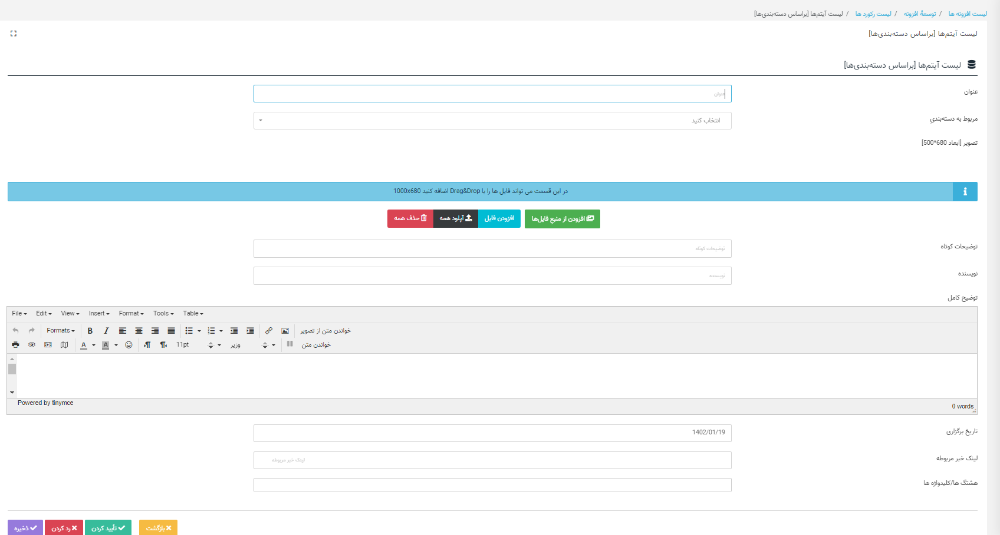 لیست افزونه ها / توسعهٔ افزونه / لیست رکورد ها / لیست آیتم‌ها [براساس دسته‌بندی‌ها]
لیست آیتم‌ها [براساس دسته‌بندی‌ها]
لیست آیتم‌ها [براساس دسته‌بندی‌ها]
عنوان
عنوان
مربوط به دسته‌بندی
انتخاب کنید
تصویر [ابعاد 680*500]
در این قسمت می تواند فایل ها را با Drag&Drop اضافه کنید 1000x680
افزودن از منبع فایل‌ها افزودن فایل آپلود همه حذف همه
توضیحات کوتاه
توضیحات کوتاه
نویسنده
نویسنده
توضیح کامل
File Edit View Insert Format Tools Table
Formats B I خواندن متن از تصویر
A A 11pt وزیر خواندن متن
Powered by tinymce
0 words
تاریخ برگزاری
1402/01/19
لینک خبر مربوطه
لینک خبر مربوطه
هشتگ ها/کلیدواژه ها
بازگشت تأیید کردن رد کردن ذخیره